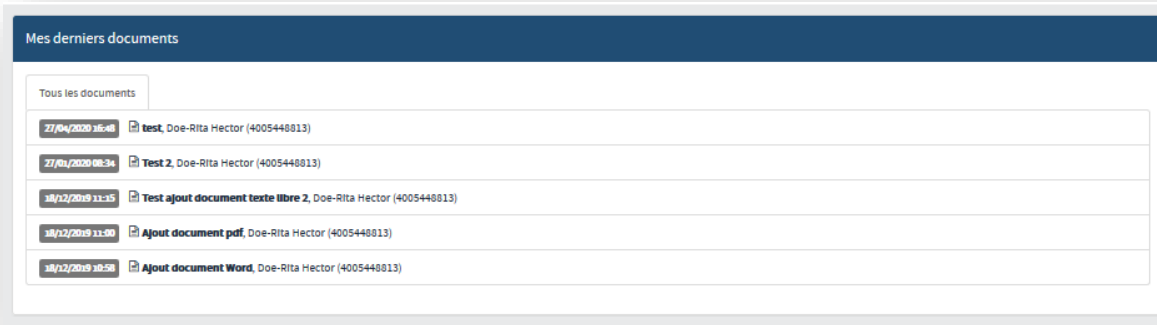 Mes derniers documents
Tous les documents
27/04/2020 16:48 test, Doe-Rita Hector (4005448813)
27/01/2020 08:34 Test 2, Doe-Rita Hector (4005448813)
18/12/2019 11:15 Test ajout document texte libre 2, Doe-Rita Hector (4005448813)
18/12/2019 11:00 Ajout document pdf, Doe-Rita Hector (4005448813)
18/12/2019 10:58 Ajout document Word, Doe-Rita Hector (4005448813)